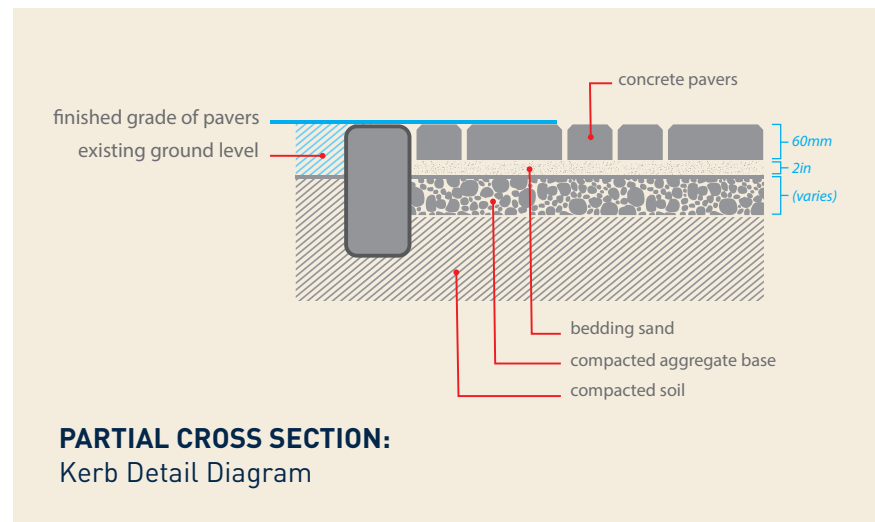 concrete pavers
finished grade of pavers
existing ground level
60mm
2in
(varies)
bedding sand
compacted aggregate base
compacted soil
PARTIAL CROSS SECTION:
Kerb Detail Diagram